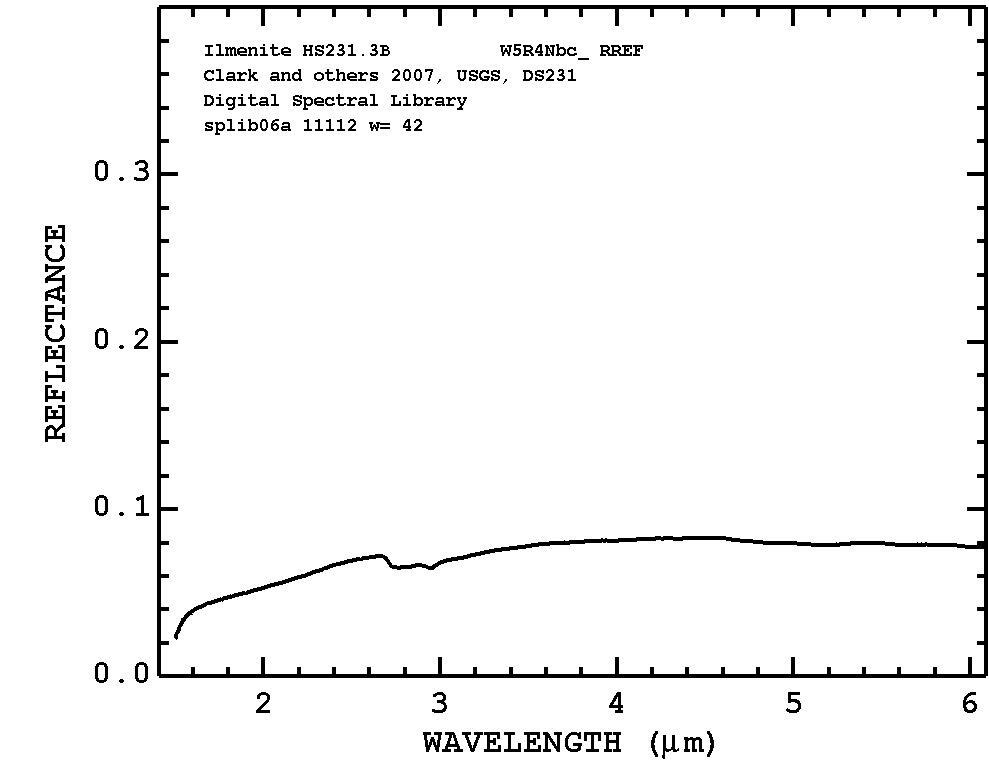 Ilmenite HS231.3B W5R4Nbc_ RREF
Clark and others 2007, USGS, DS231
Digital Spectral Library
splib06a 11112 w= 42
0.3
0.2
0.1
0.0
REFLECTANCE
2 3 4 5 6
WAVELENGTH (μm)